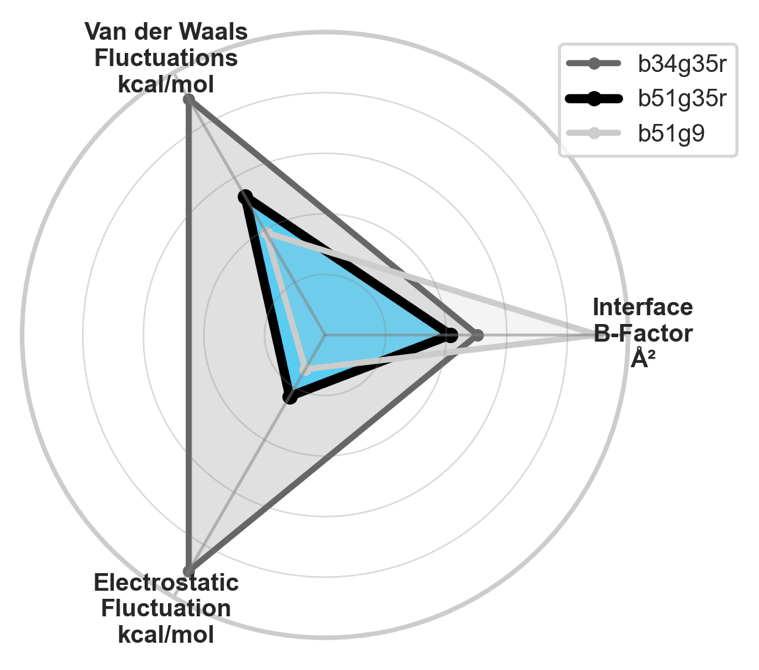 Van der Waals
Fluctuations
kcal/mol
b34g35r
b51g35r
b51g9
Interface
B-Factor
Å²
Electrostatic
Fluctuation
kcal/mol